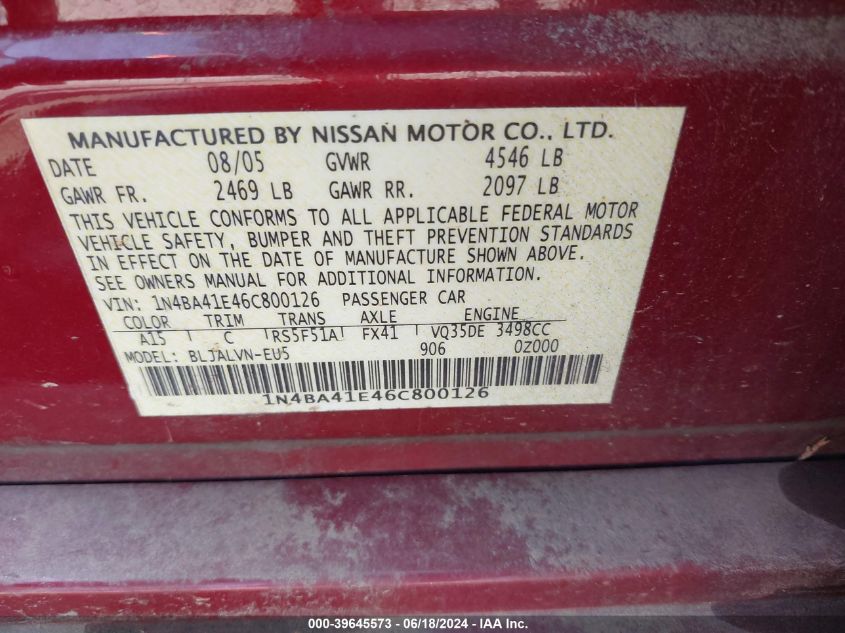 MANUFACTURED BY NISSAN MOTOR CO., LTD.
DATE 08/05 GVWR 4546 LB
GAWR FR. 2469 LB GAWR RR. 2097 LB
THIS VEHICLE CONFORMS TO ALL APPLICABLE FEDERAL MOTOR
VEHICLE SAFETY, BUMPER AND THEFT PREVENTION STANDARDS
IN EFFECT ON THE DATE OF MANUFACTURE SHOWN ABOVE.
SEE OWNERS MANUAL FOR ADDITIONAL INFORMATION.
VIN: 1N4BA41E46C800126 PASSENGER CAR
COLOR TRIM TRANS AXLE ENGINE
A15 C RS5F51A FX41 VQ35DE 3498CC
MODEL: BLJALVN-EU5 906 0Z000
1N4BA41E46C800126
000-39645573 - 06/18/2024 - IAA Inc.